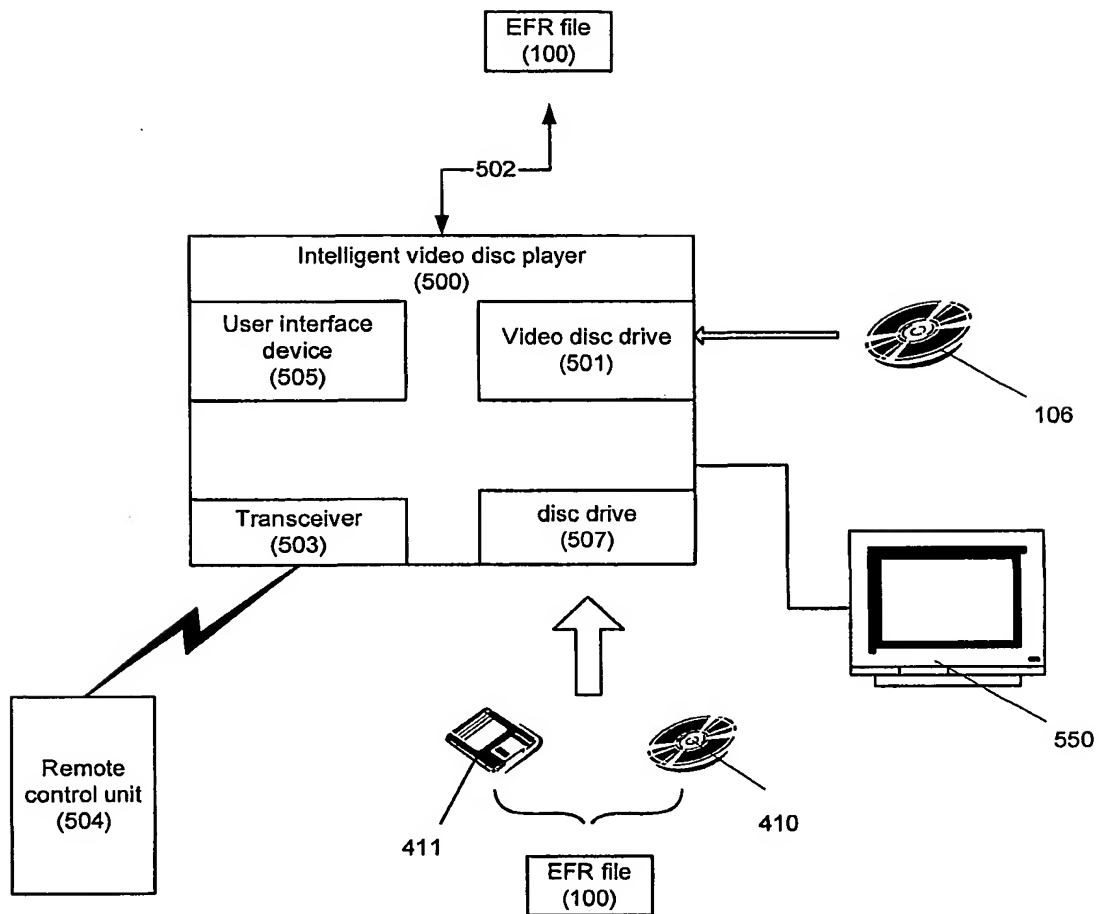 EFR file
(100)
502
Intelligent video disc player
(500)
User interface
device
(505)
Video disc drive
(501)
106
Transceiver
(503)
disc drive
(507)
550
Remote
control unit
(504)
411
410
EFR file
(100)